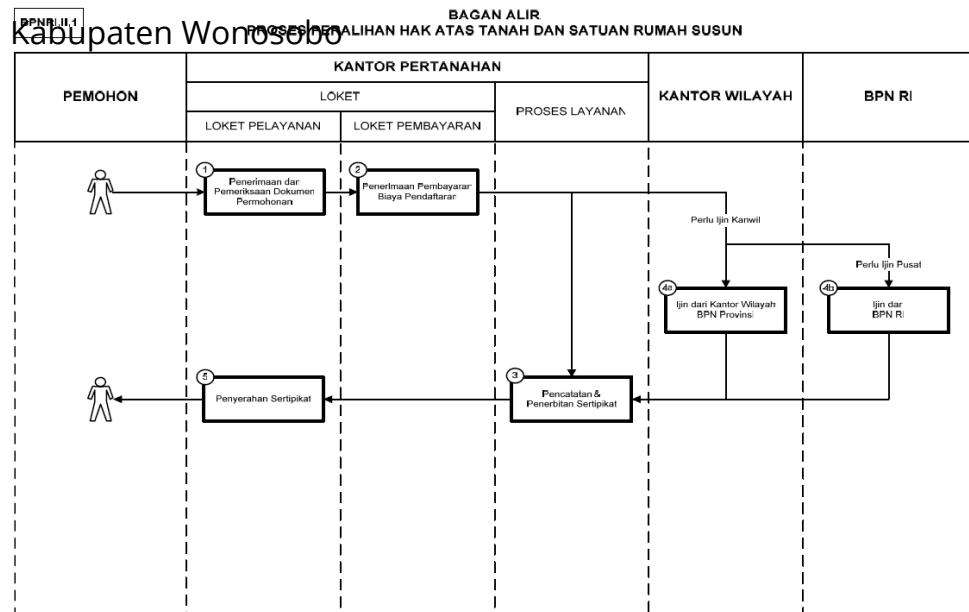 BPNRI.II.1
Kabupaten Wonosobo
BAGAN ALIR
PROSES PERALIHAN HAK ATAS TANAH DAN SATUAN RUMAH SUSUN
PEMOHON
KANTOR PERTANAHAN
LOKET
LOKET PELAYANAN
LOKET PEMBAYARAN
PROSES LAYANAN
KANTOR WILAYAH
BPN RI
1
Penerimaan dan
Pemeriksaan Dokumen
Permohonan
2
Penerimaan Pembayaran
Biaya Pendaftaran
Perlu Ijin Kanwil
Perlu Ijin Pusat
4a
Ijin dari Kantor Wilayah
BPN Provinsi
4b
Ijin dar
BPN RI
5
Penyerahan Sertipikat
3
Pencatatan &
Penerbitan Sertipikat